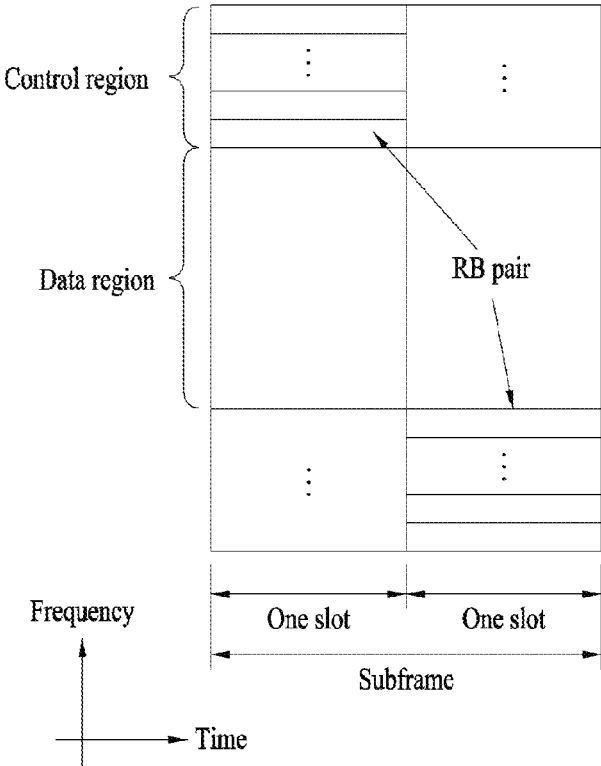 Control region
Data region
RB pair
One slot
One slot
Subframe
Frequency
Time